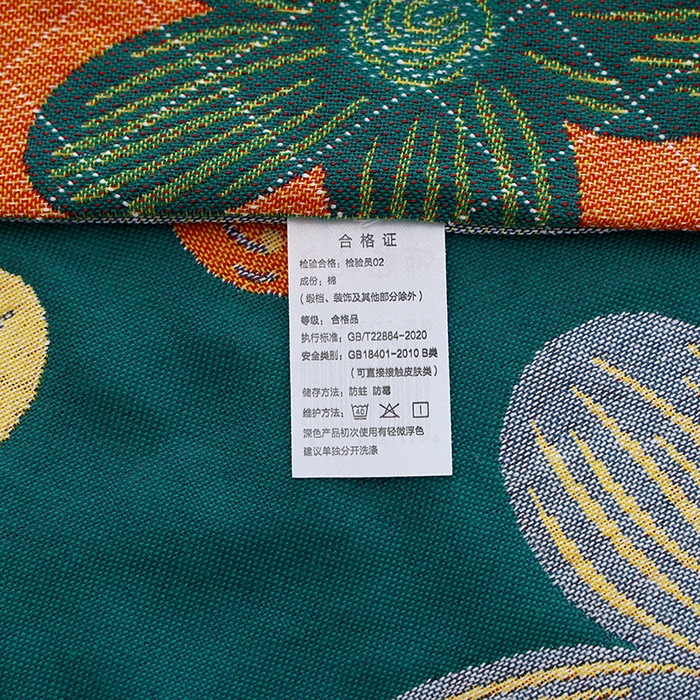 合格证
检验合格：检验员02
成份：棉
（缎档、装饰及其他部分除外）
等级：合格品
执行标准：GB/T22864-2020
安全类别：GB18401-2010 B类
（可直接接触皮肤类）
储存方法：防蛀 防霉
维护方法：40
深色产品初次使用有轻微浮色
建议单独分开洗涤